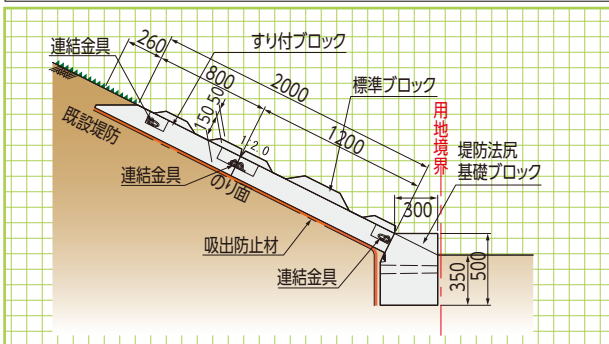 260
すり付ブロック
連結金具
800
2000
標準ブロック
50
150
1200
用地境界
既設堤防
1:2.0
堤防法尻
基礎ブロック
連結金具
のり面
300
吸出防止材
連結金具
350
500